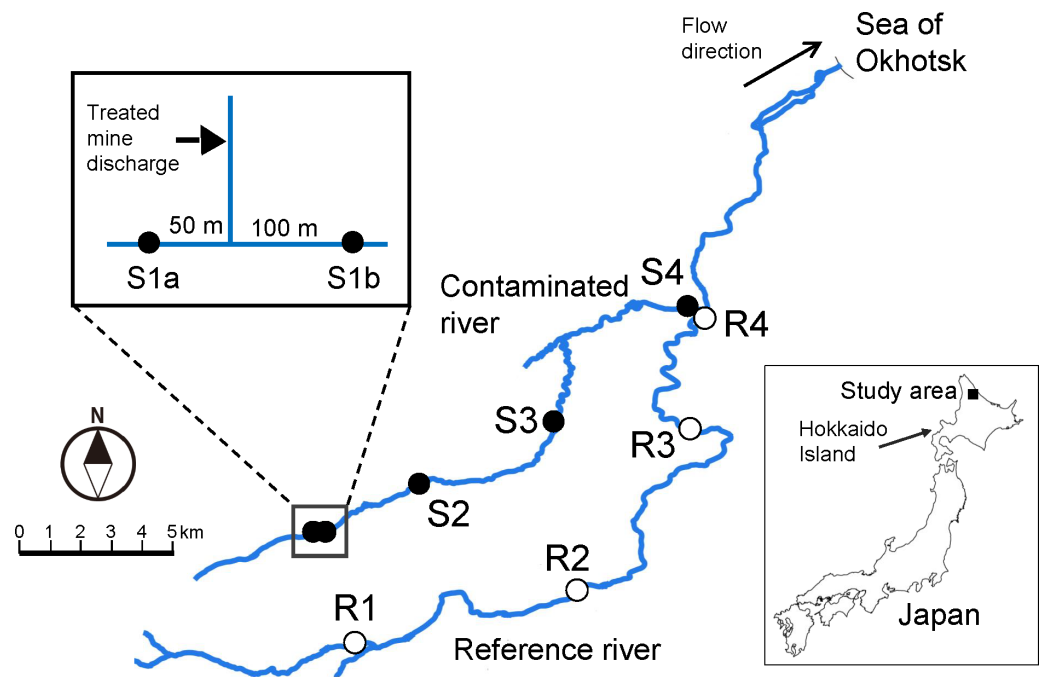 Flow
direction
Sea of
Okhotsk
Treated
mine
discharge
50 m
100 m
S1a
S1b
Contaminated
river
S4
R4
Study area
Hokkaido
Island
Japan
S3
R3
N
S2
0 1 2 3 4 5 km
R2
R1
Reference river